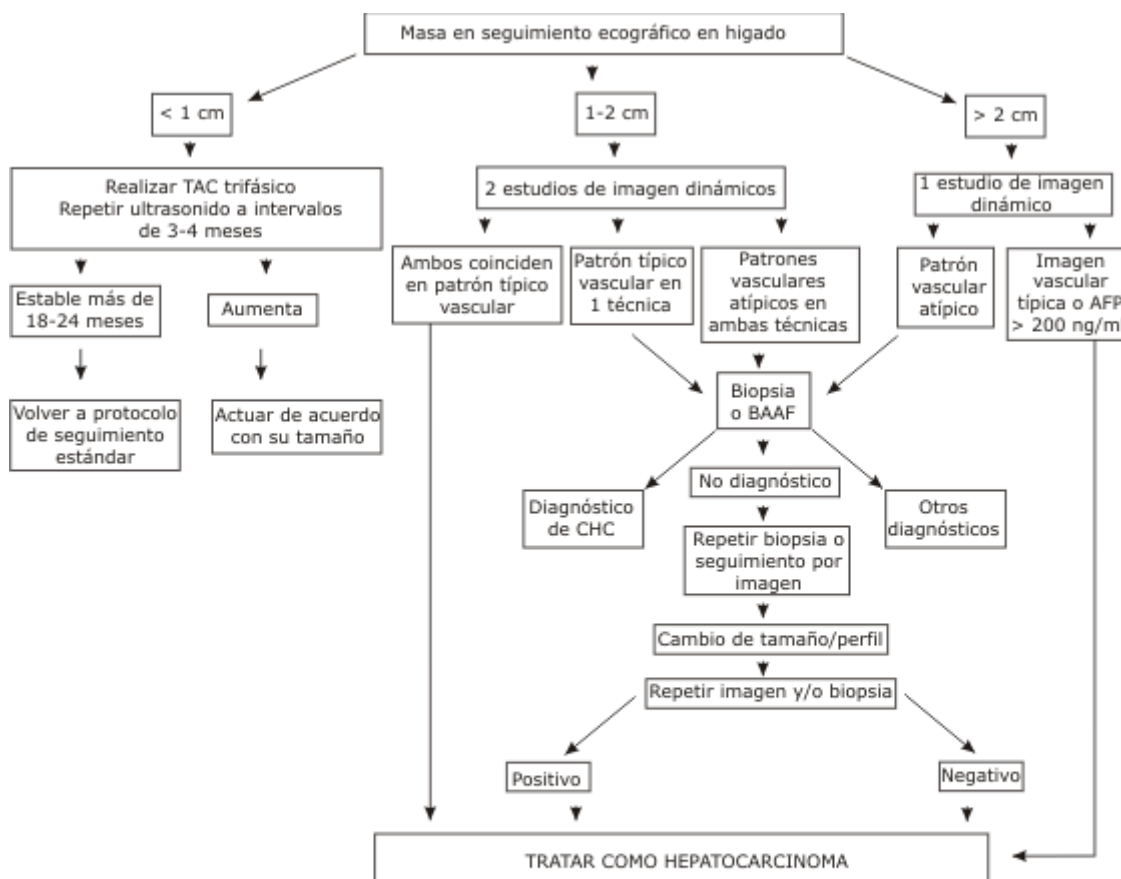 Masa en seguimiento ecográfico en higado
< 1 cm
1-2 cm
> 2 cm
Realizar TAC trifásico
Repetir ultrasonido a intervalos
de 3-4 meses
2 estudios de imagen dinámicos
1 estudio de imagen
dinámico
Estable más de
18-24 meses
Aumenta
Ambos coinciden
en patrón típico
vascular
Patrón típico
vascular en
1 técnica
Patrones
vasculares
atípicos en
ambas técnicas
Patrón
vascular
atípico
Imagen
vascular
típica o AFP
> 200 ng/ml
Volver a protocolo
de seguimiento
estándar
Actuar de acuerdo
con su tamaño
Biopsia
o BAAF
Diagnóstico
de CHC
No diagnóstico
Otros
diagnósticos
Repetir biopsia o
seguimiento por
imagen
Cambio de tamaño/perfil
Repetir imagen y/o biopsia
Positivo
Negativo
TRATAR COMO HEPATOCARCINOMA